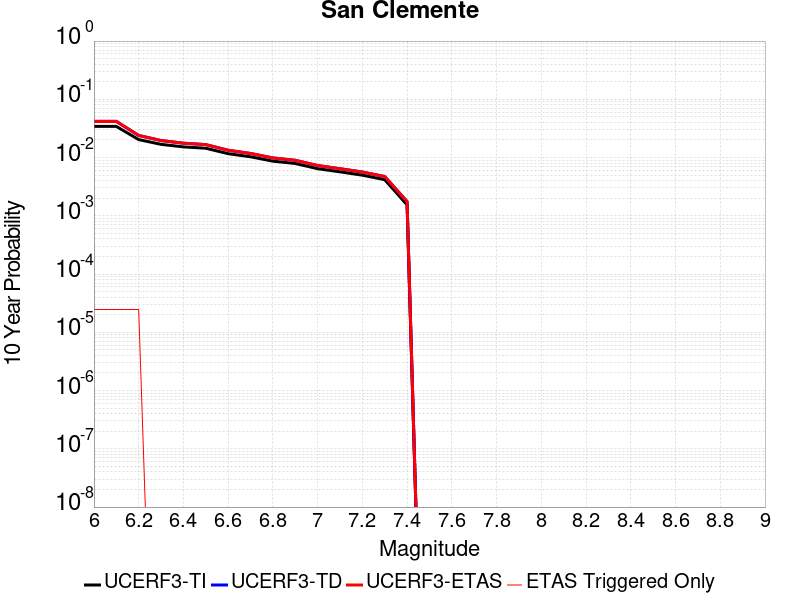 San Clemente
10^0
10^-1
10^-2
10^-3
10^-4
10^-5
10^-6
10^-7
10^-8
10 Year Probability
6 6.2 6.4 6.6 6.8 7 7.2 7.4 7.6 7.8 8 8.2 8.4 8.6 8.8 9
Magnitude
UCERF3-TI UCERF3-TD UCERF3-ETAS ETAS Triggered Only